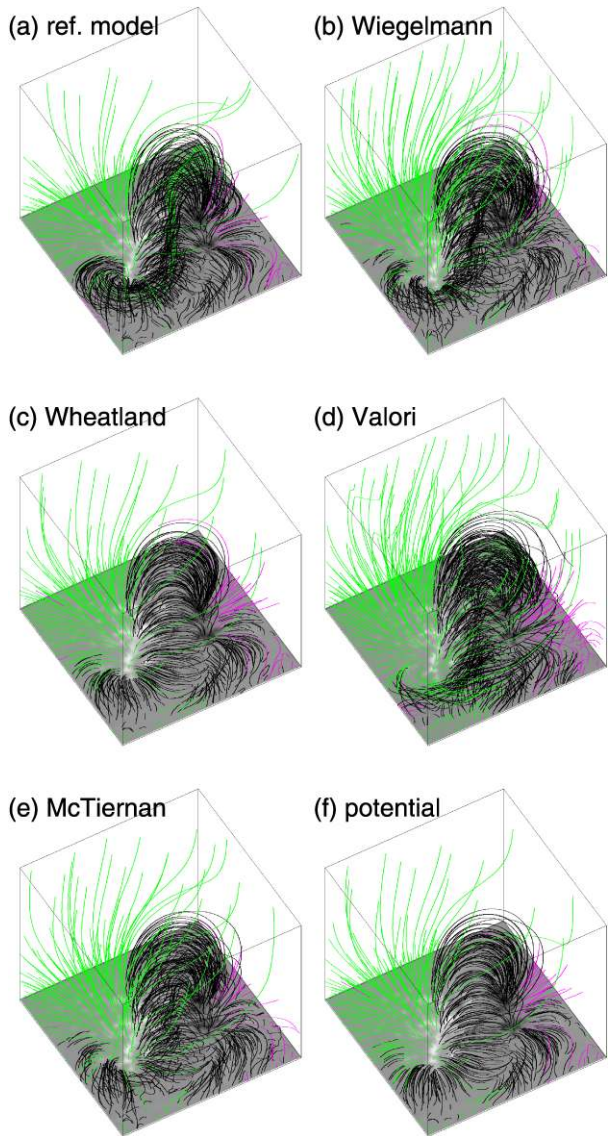 (a) ref. model
(b) Wiegelmann
(c) Wheatland
(d) Valori
(e) McTiernan
(f) potential